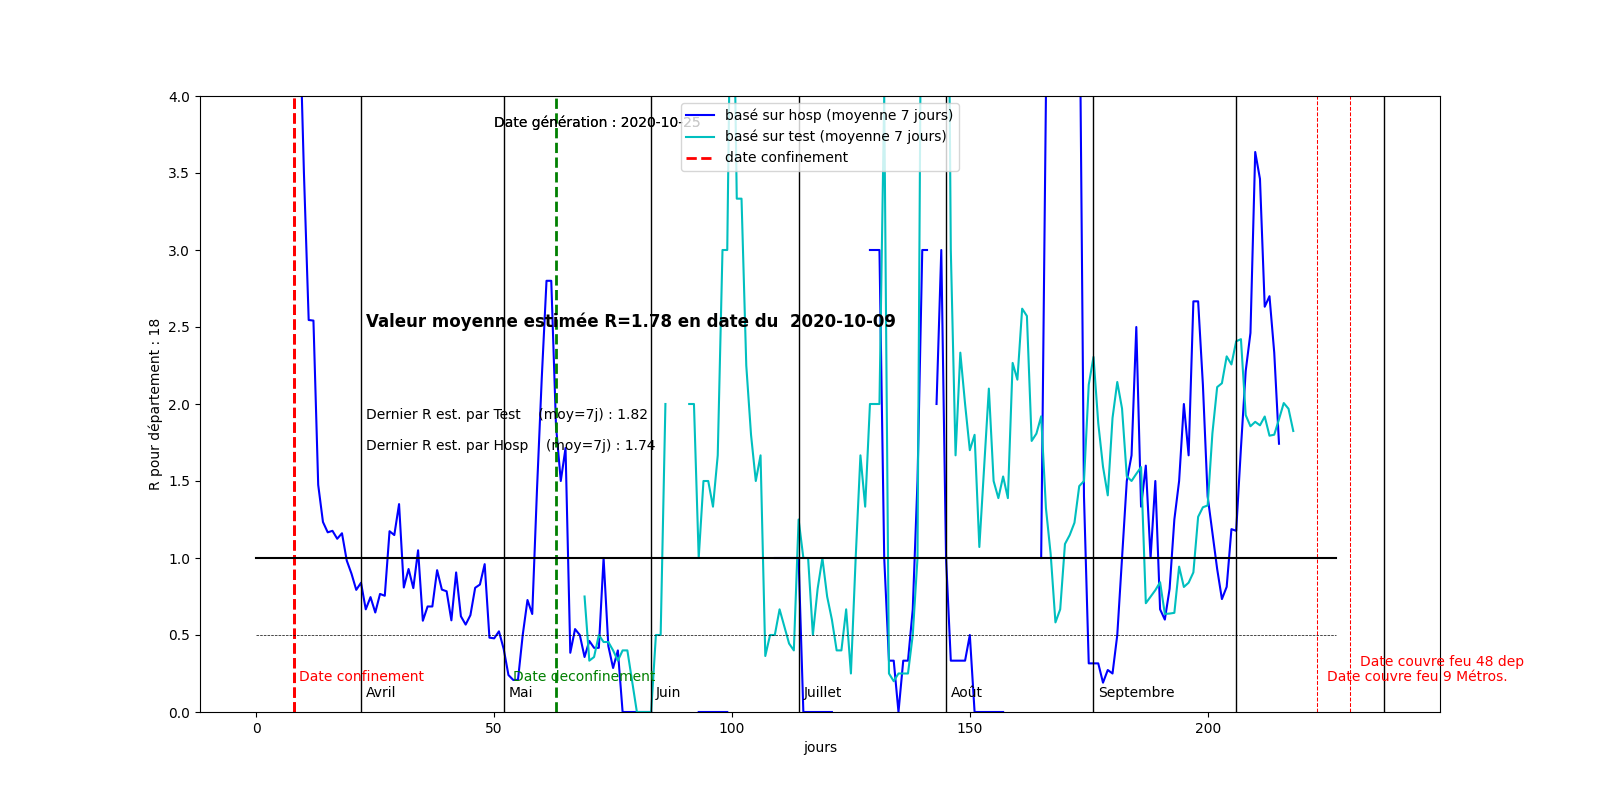 Date génération : 2020-10-25
basé sur hosp (moyenne 7 jours)
basé sur test (moyenne 7 jours)
date confinement
4.0
3.5
3.0
2.5
2.0
1.5
1.0
0.5
0.0
R pour département : 18
Valeur moyenne estimée R=1.78 en date du  2020-10-09
Dernier R est. par Test    (moy=7j) : 1.82
Dernier R est. par Hosp    (moy=7j) : 1.74
Date couvre feu 48 dep
Date confinement
Date deconfinement
Date couvre feu 9 Métros.
Avril
Mai
Juin
Juillet
Août
Septembre
0
50
100
150
200
jours